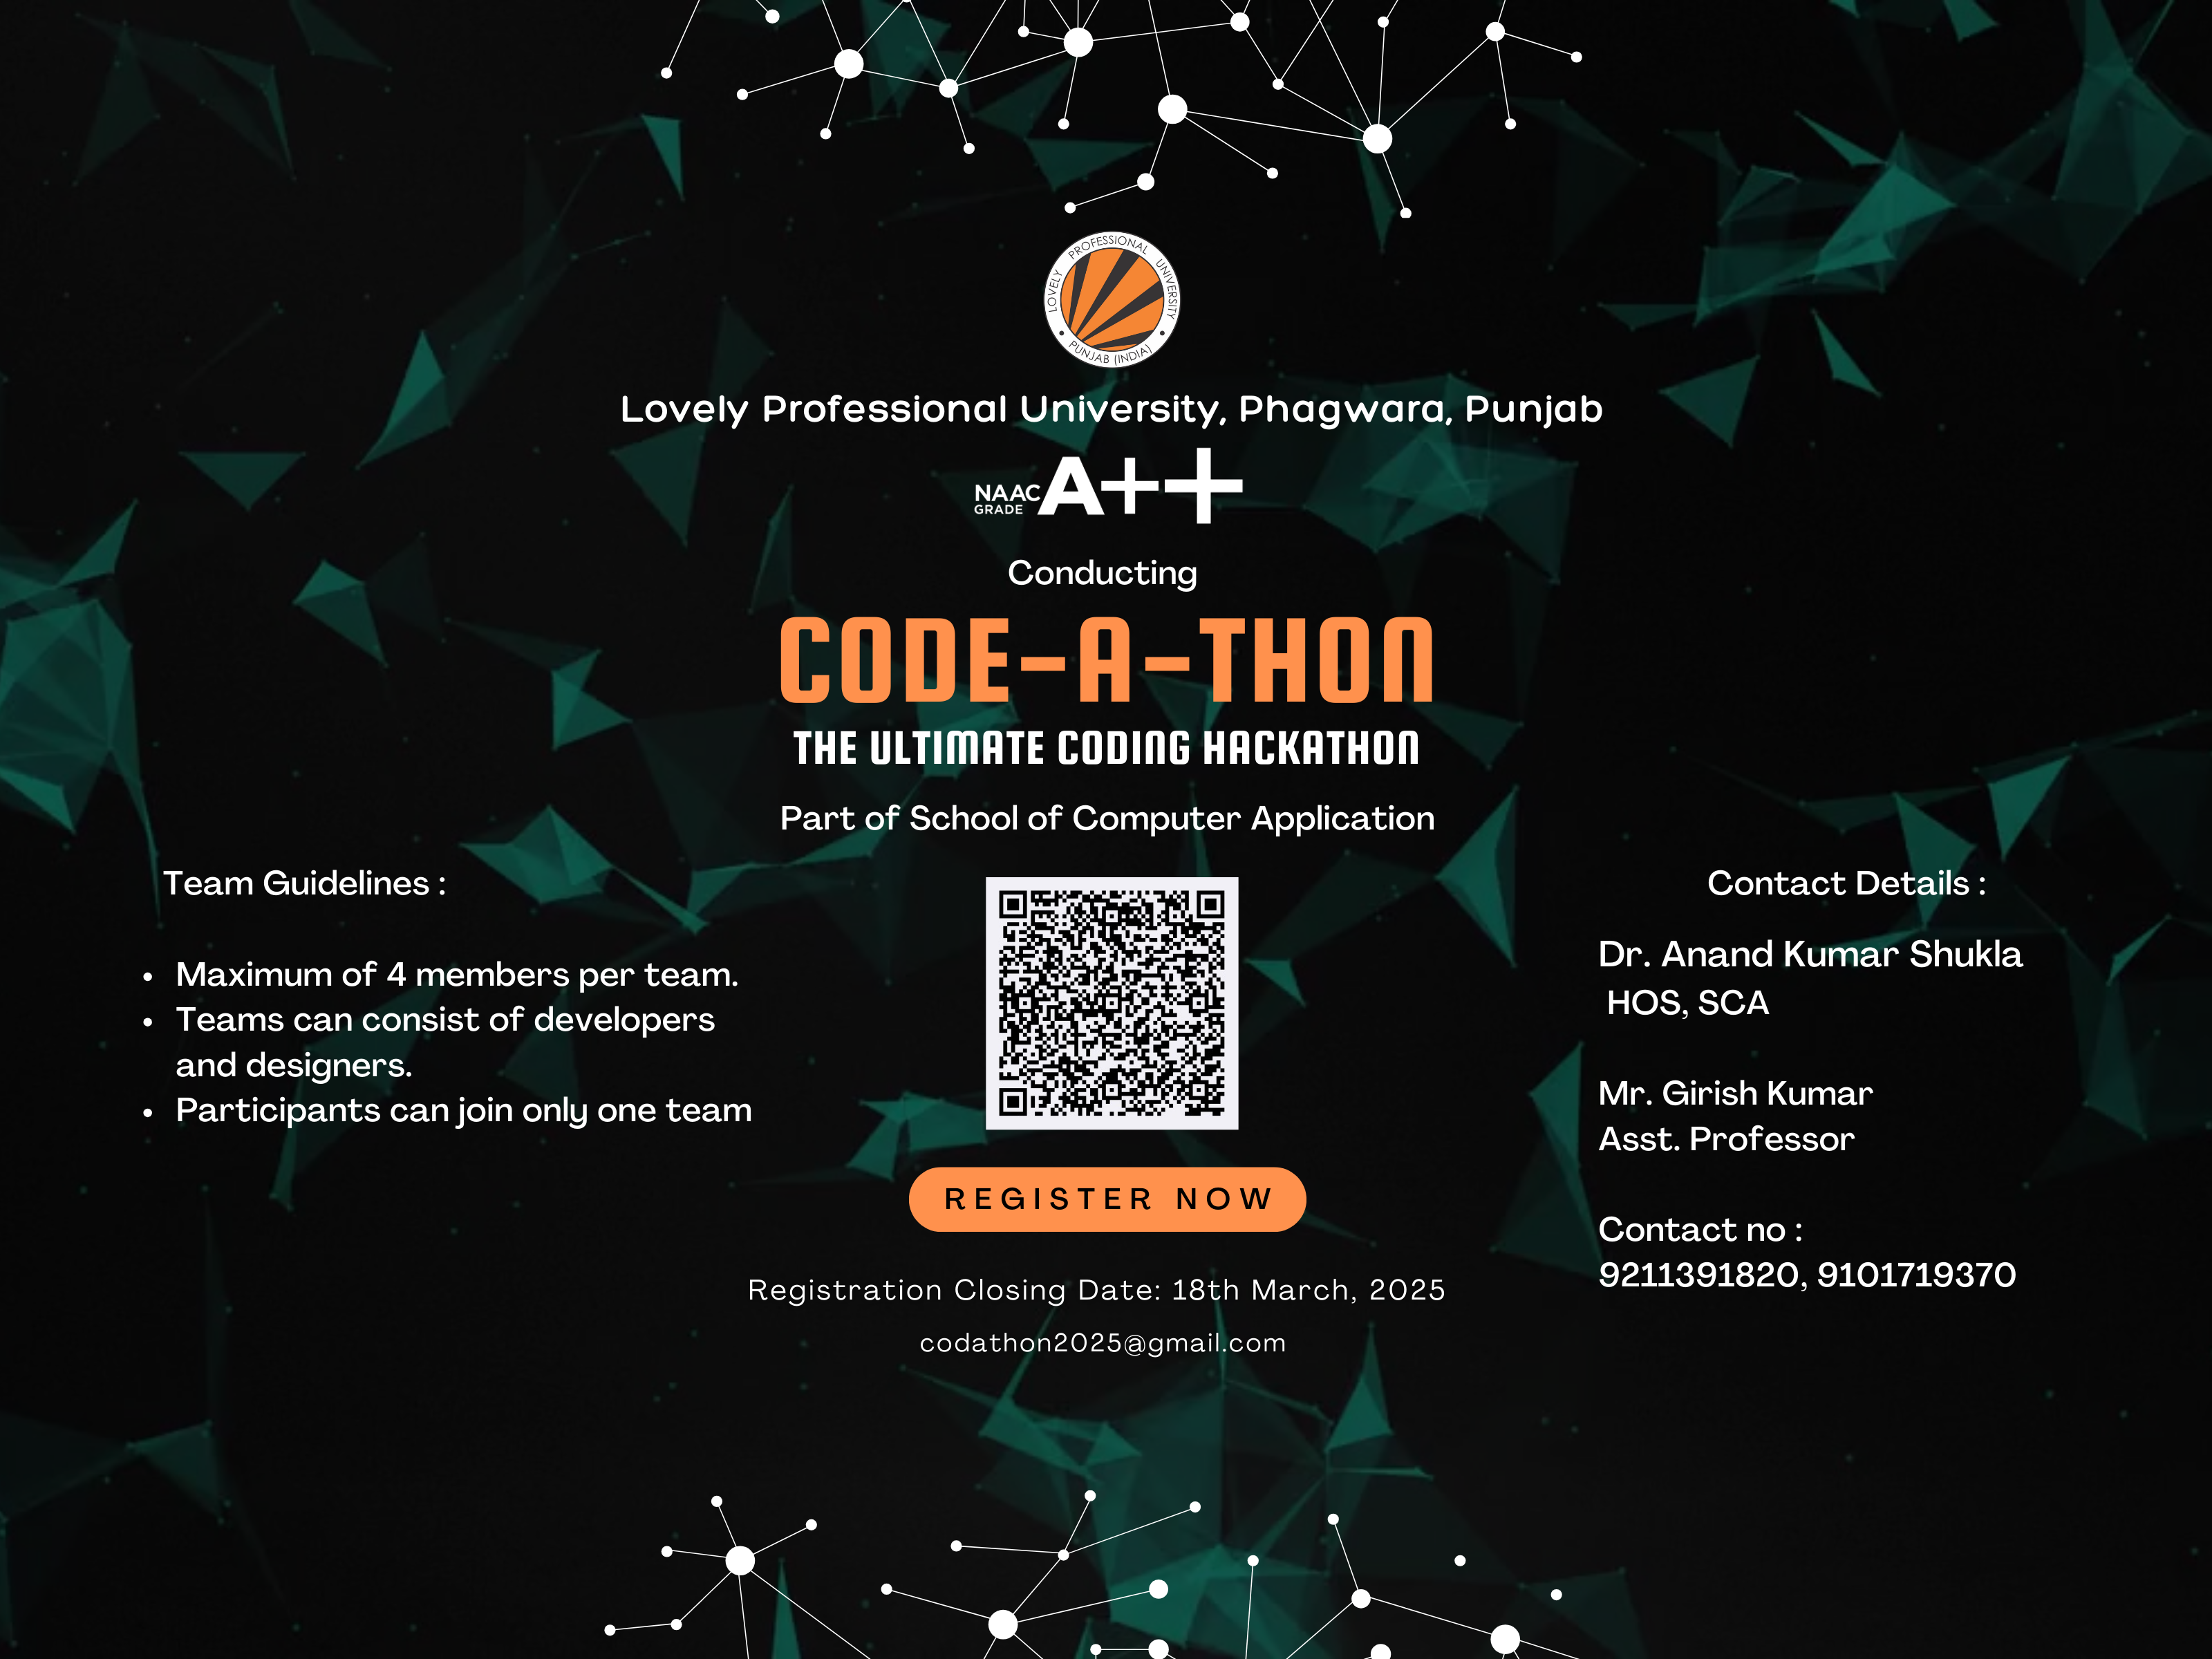 LOVELY PROFESSIONAL UNIVERSITY
PUNJAB (INDIA)
Lovely Professional University, Phagwara, Punjab
NAAC GRADE A++
Conducting
CODE-A-THON
THE ULTIMATE CODING HACKATHON
Part of School of Computer Application
Team Guidelines :
• Maximum of 4 members per team.
• Teams can consist of developers
and designers.
• Participants can join only one team
REGISTER NOW
Registration Closing Date: 18th March, 2025
codathon2025@gmail.com
Contact Details :
Dr. Anand Kumar Shukla
HOS, SCA
Mr. Girish Kumar
Asst. Professor
Contact no :
9211391820, 9101719370